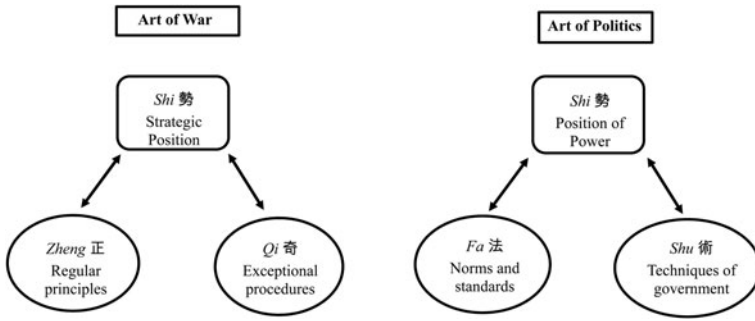 Art of War
Shi 勢
Strategic
Position
Zheng 正
Regular
principles
Qi 奇
Exceptional
procedures
Art of Politics
Shi 勢
Position of
Power
Fa 法
Norms and
standards
Shu 術
Techniques of
government